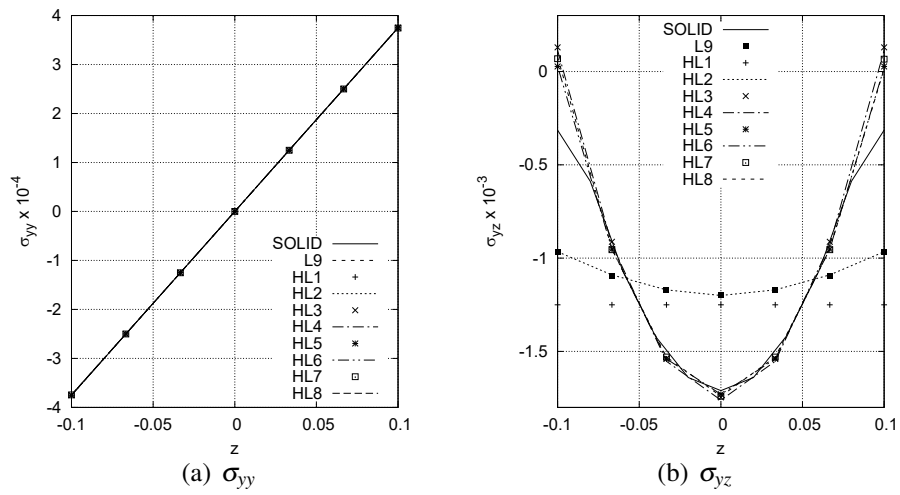 4
3
2
1
0
-1
-2
-3
-4
σyy x 10⁻⁴
SOLID
L9
HL1
HL2
HL3
HL4
HL5
HL6
HL7
HL8
-0.1
-0.05
0
0.05
0.1
z
(a) σyy
0
-0.5
-1
-1.5
σyz x 10⁻³
SOLID
L9
HL1
HL2
HL3
HL4
HL5
HL6
HL7
HL8
-0.1
-0.05
0
0.05
0.1
z
(b) σyz